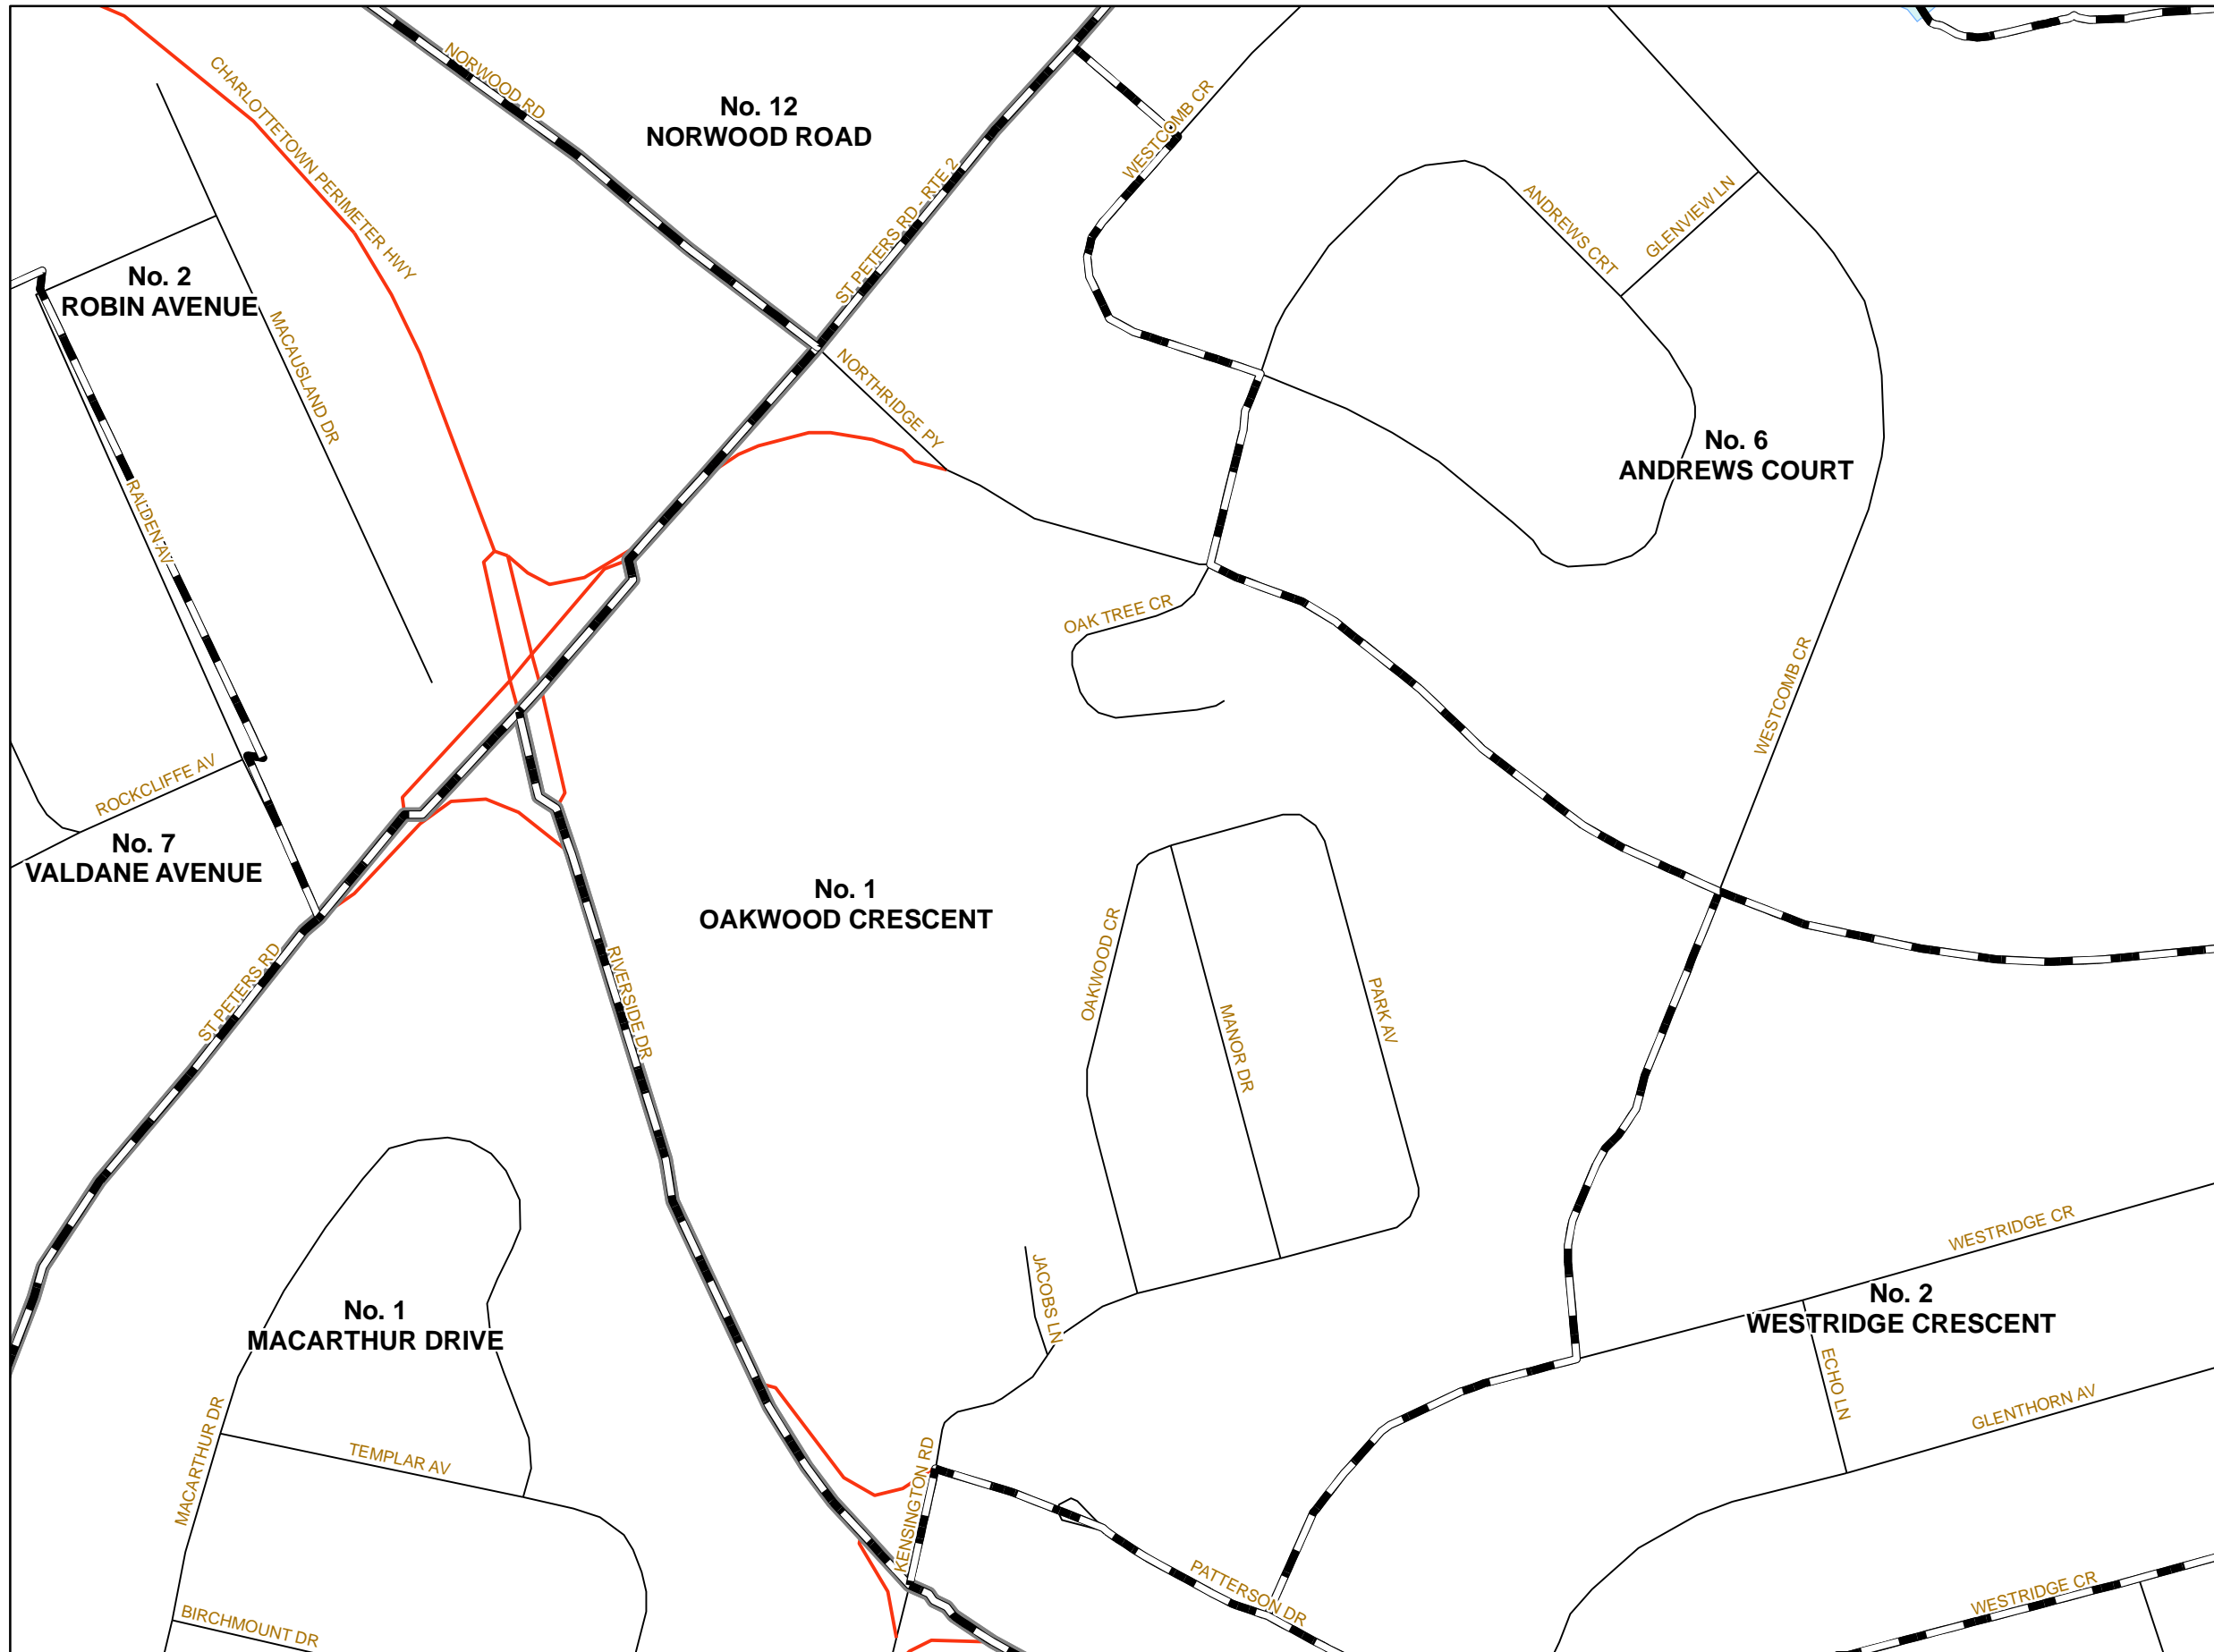 NORWOOD RD
CHARLOTTETOWN PERIMETER HWY
No. 12
NORWOOD ROAD
WESTCOMB CR
ST PETERS RD - RTE 2
ANDREWS CRT
GLENVIEW LN
No. 2
ROBIN AVENUE
MACAUSLAND DR
NORTHRIDGE PY
No. 6
ANDREWS COURT
RALDEN AV
OAK TREE CR
WESTCOMB CR
ROCKCLIFFE AV
No. 7
VALDANE AVENUE
No. 1
OAKWOOD CRESCENT
OAKWOOD CR
ST PETERS RD
RIVERSIDE DR
MANOR DR
PARK AV
WESTRIDGE CR
JACOBS LN
No. 2
WESTRIDGE CRESCENT
No. 1
MACARTHUR DRIVE
ECHO LN
GLENTHORN AV
MACARTHUR DR
TEMPLAR AV
KENSINGTON RD
PATTERSON DR
WESTRIDGE CR
BIRCHMOUNT DR